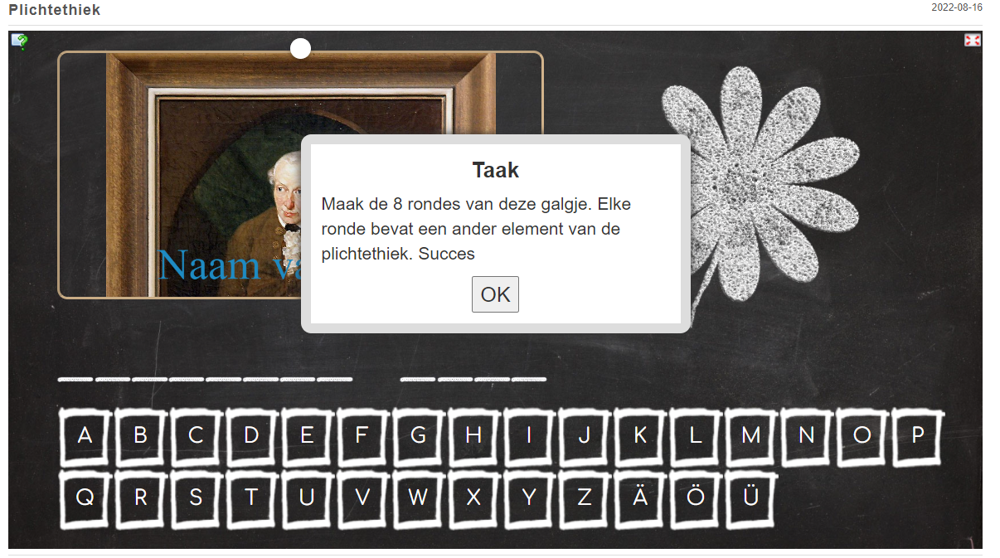 Plichtethiek
2022-08-16
Taak
Maak de 8 rondes van deze galgje. Elke
ronde bevat een ander element van de
plichtethiek. Succes
OK
Naam
A B C D E F G H I J K L M N O P
Q R S T U V W X Y Z Ä Ö Ü